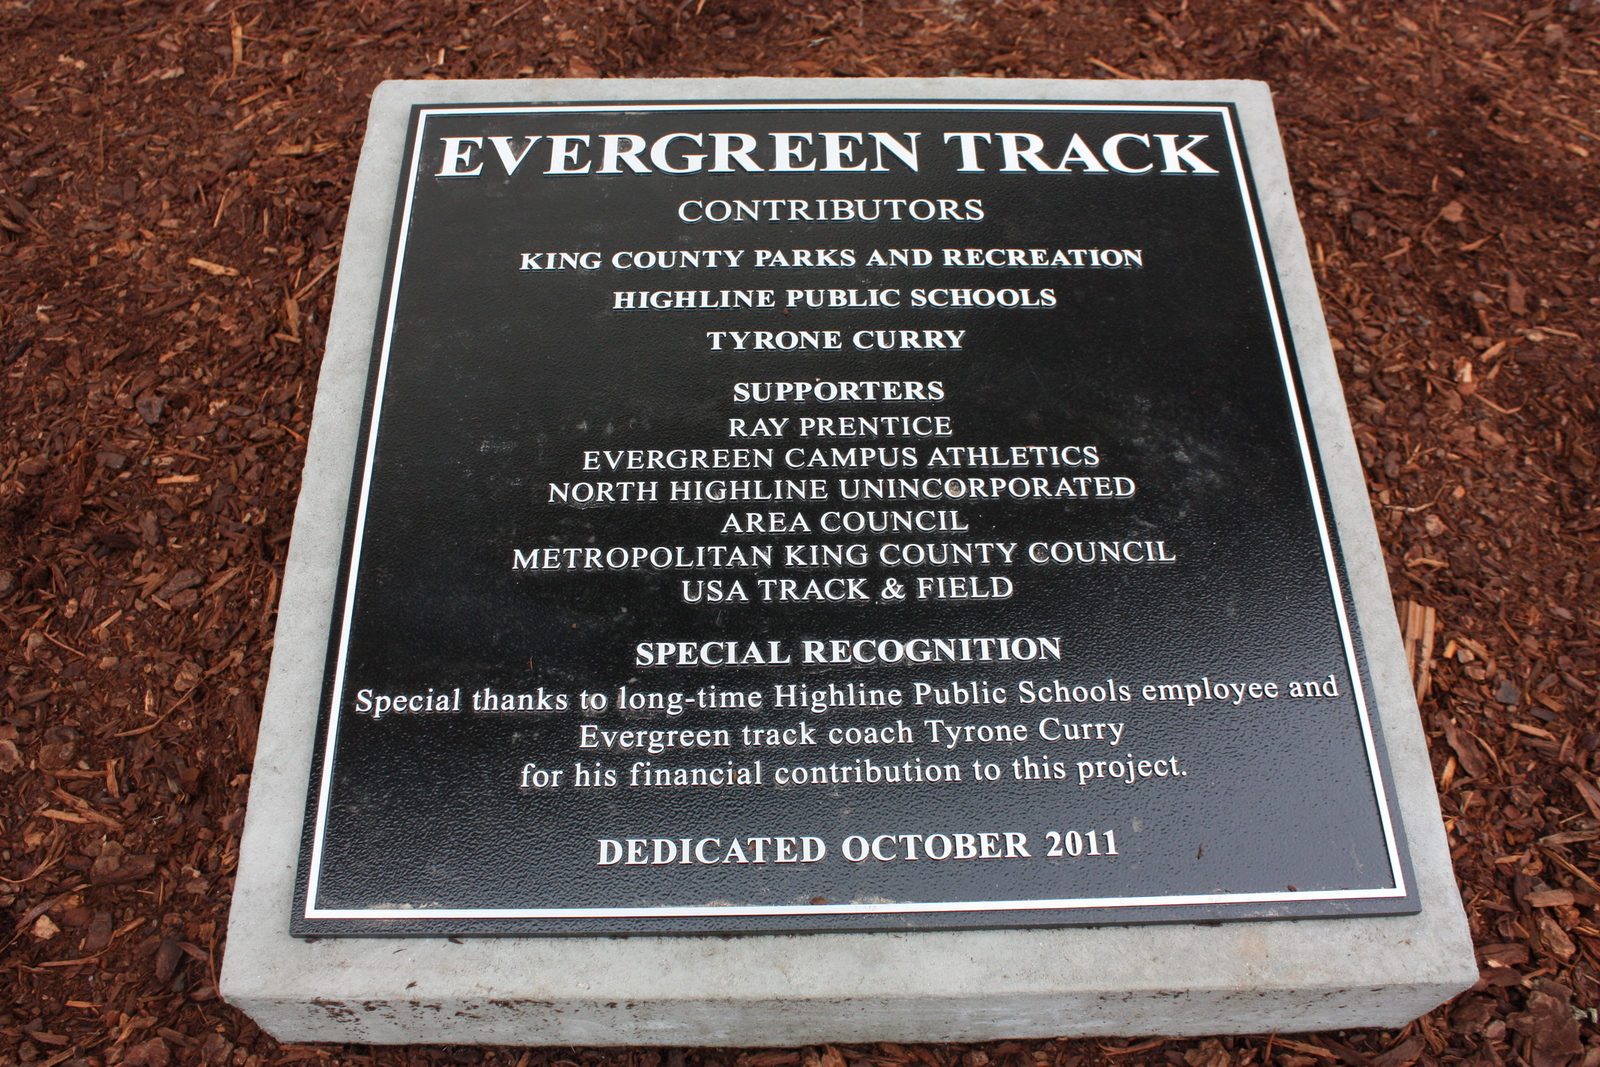 EVERGREEN TRACK
CONTRIBUTORS
KING COUNTY PARKS AND RECREATION
HIGHLINE PUBLIC SCHOOLS
TYRONE CURRY
SUPPORTERS
RAY PRENTICE
EVERGREEN CAMPUS ATHLETICS
NORTH HIGHLINE UNINCORPORATED
AREA COUNCIL
METROPOLITAN KING COUNTY COUNCIL
USA TRACK & FIELD
SPECIAL RECOGNITION
Special thanks to long-time Highline Public Schools employee and
Evergreen track coach Tyrone Curry
for his financial contribution to this project.
DEDICATED OCTOBER 2011